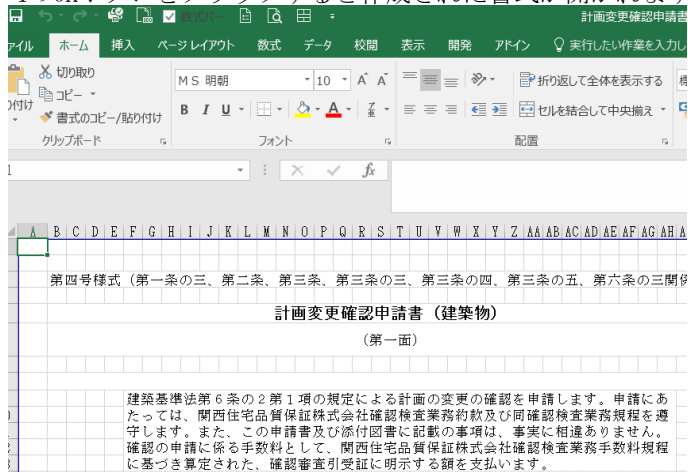 計画変更確認申請書
ァイル ホーム 挿入 ページレイアウト 数式 データ 校閲 表示 開発 アドイン 実行したい作業を入力し
数式バー
切り取り
コピー
書式のコピー/貼り付け
クリップボード
ＭＳ 明朝 10
B I U
フォント
折り返して全体を表示する
セルを結合して中央揃え
配置
fx
A B C D E F G H I J K L M N O P Q R S T U V W X Y Z AA AB AC AD AE AF AG AH
第四号様式（第一条の三、第二条、第三条、第三条の三、第三条の四、第三条の五、第六条の三関係
計画変更確認申請書（建築物）
（第一面）
建築基準法第６条の２第１項の規定による計画の変更の確認を申請します。申請にあ
たっては、関西住宅品質保証株式会社確認検査業務約款及び同確認検査業務規程を遵
守します。また、この申請書及び添付図書に記載の事項は、事実に相違ありません。
確認の申請に係る手数料として、関西住宅品質保証株式会社確認検査業務手数料規程
に基づき算定された、確認審査引受証に明示する額を支払います。